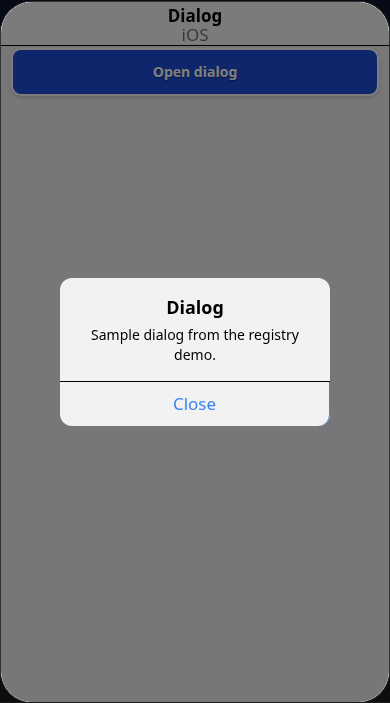 Dialog
iOS
Open dialog
Dialog
Sample dialog from the registry
demo.
Close